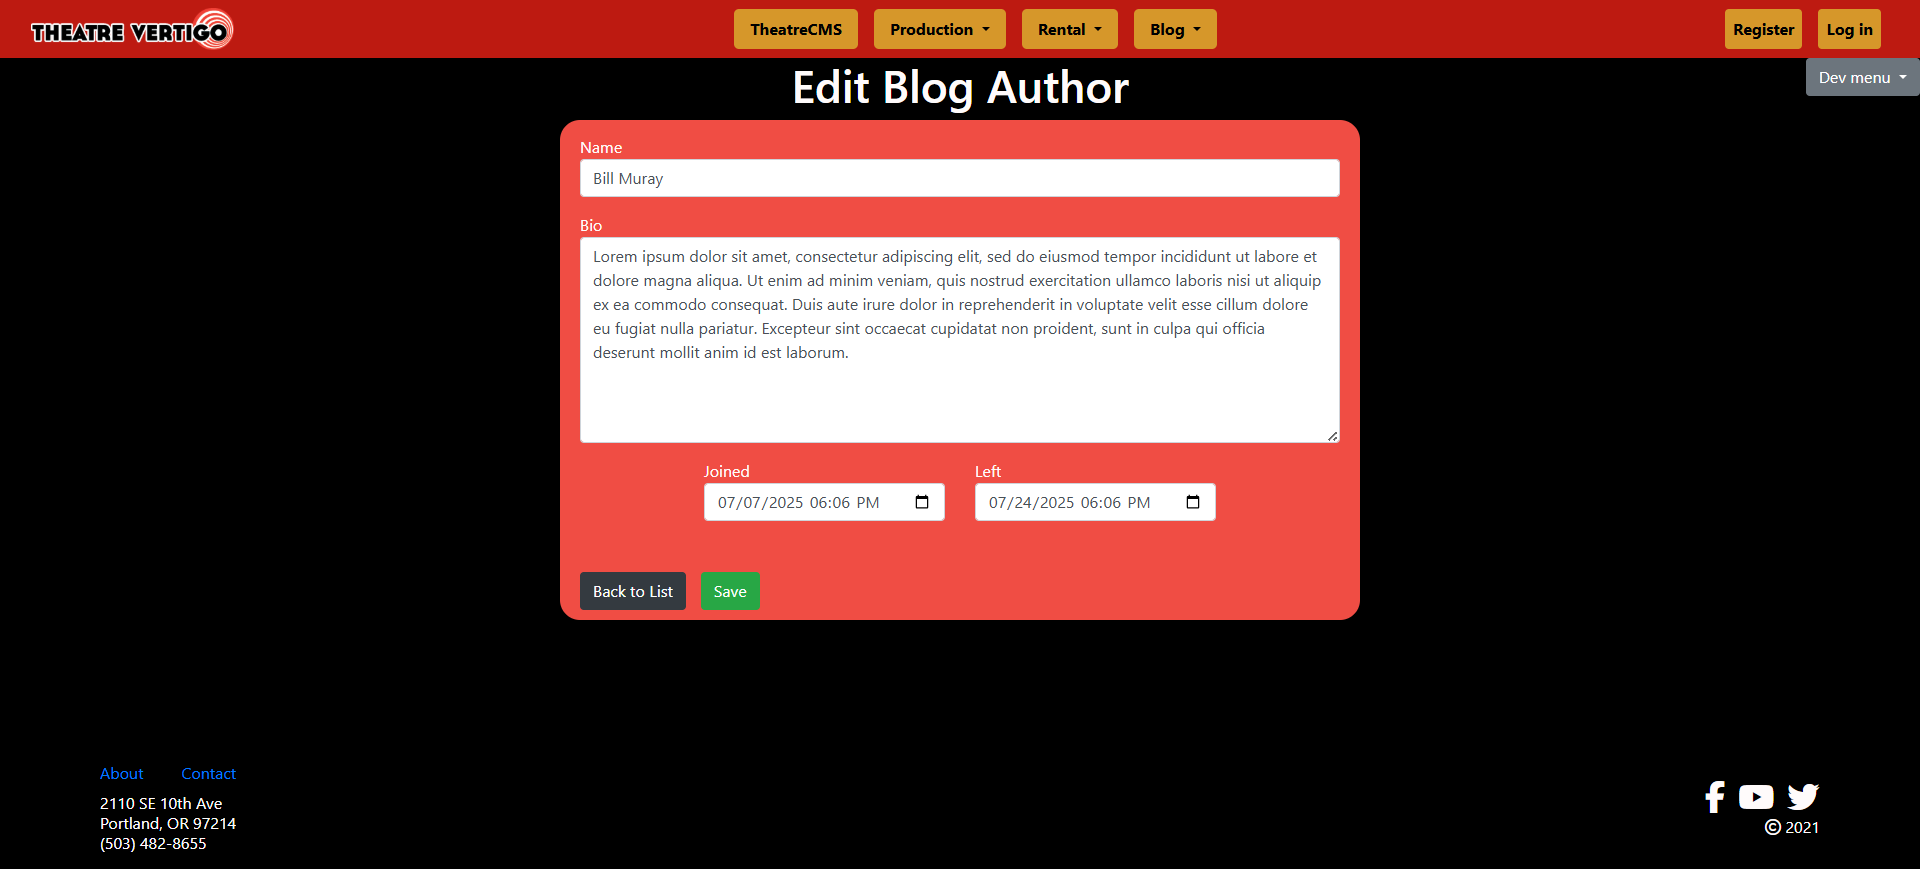 THEATRE VERTIGO
TheatreCMS Production Rental Blog
Register Log in
Dev menu
Edit Blog Author
Name
Bill Muray
Bio
Lorem ipsum dolor sit amet, consectetur adipiscing elit, sed do eiusmod tempor incididunt ut labore et
dolore magna aliqua. Ut enim ad minim veniam, quis nostrud exercitation ullamco laboris nisi ut aliquip
ex ea commodo consequat. Duis aute irure dolor in reprehenderit in voluptate velit esse cillum dolore
eu fugiat nulla pariatur. Excepteur sint occaecat cupidatat non proident, sunt in culpa qui officia
deserunt mollit anim id est laborum.
Joined Left
07/07/2025 06:06 PM 07/24/2025 06:06 PM
Back to List Save
About Contact
2110 SE 10th Ave
Portland, OR 97214
(503) 482-8655
© 2021